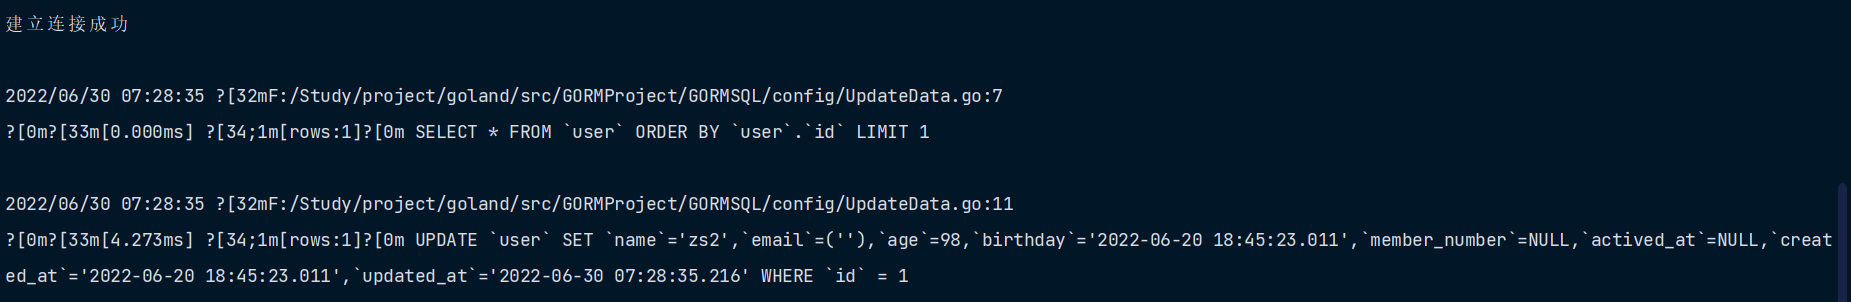 建立连接成功
2022/06/30 07:28:35 ?[32mF:/Study/project/goland/src/GORMProject/GORMSQL/config/UpdateData.go:7
?[0m?[33m[0.000ms] ?[34;1m[rows:1]?[0m SELECT * FROM `user` ORDER BY `user`.`id` LIMIT 1
2022/06/30 07:28:35 ?[32mF:/Study/project/goland/src/GORMProject/GORMSQL/config/UpdateData.go:11
?[0m?[33m[4.273ms] ?[34;1m[rows:1]?[0m UPDATE `user` SET `name`='zs2',`email`=(''),`age`=98,`birthday`='2022-06-20 18:45:23.011',`member_number`=NULL,`actived_at`=NULL,`creat
ed_at`='2022-06-20 18:45:23.011',`updated_at`='2022-06-30 07:28:35.216' WHERE `id` = 1